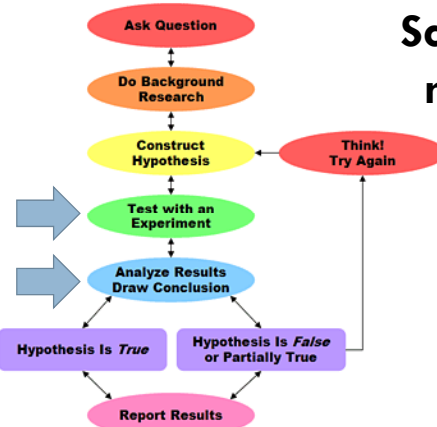 Ask Question
Do Background
Research
Construct
Hypothesis
Think!
Try Again
Test with an
Experiment
Analyze Results
Draw Conclusion
Hypothesis Is True
Hypothesis Is False
or Partially True
Report Results